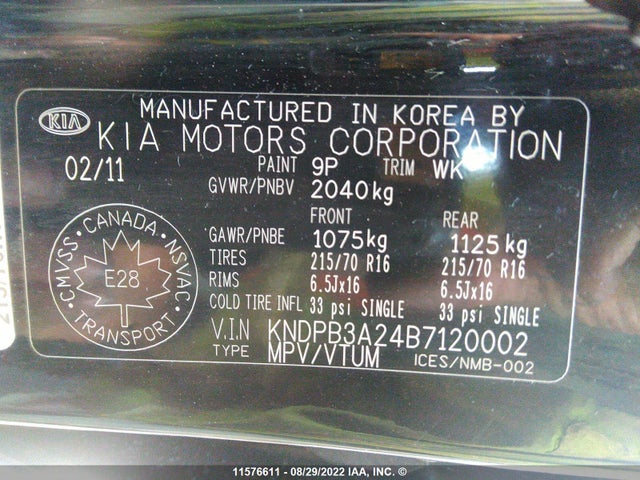 MANUFACTURED IN KOREA BY
KIA KIA MOTORS CORPORATION
02/11 PAINT 9P TRIM WK
GVWR/PNBV 2040kg
FRONT REAR
GAWR/PNBE 1075kg 1125kg
TIRES 215/70 R16 215/70 R16
RIMS 6.5Jx16 6.5Jx16
COLD TIRE INFL 33 psi SINGLE 33 psi SINGLE
V.I.N KNDPB3A24B7120002
TYPE MPV/VTUM ICES/NMB-002
CMVSS • CANADA • NSVAC
E28
TRANSPORT
11576611 - 08/29/2022 IAA, INC. ©